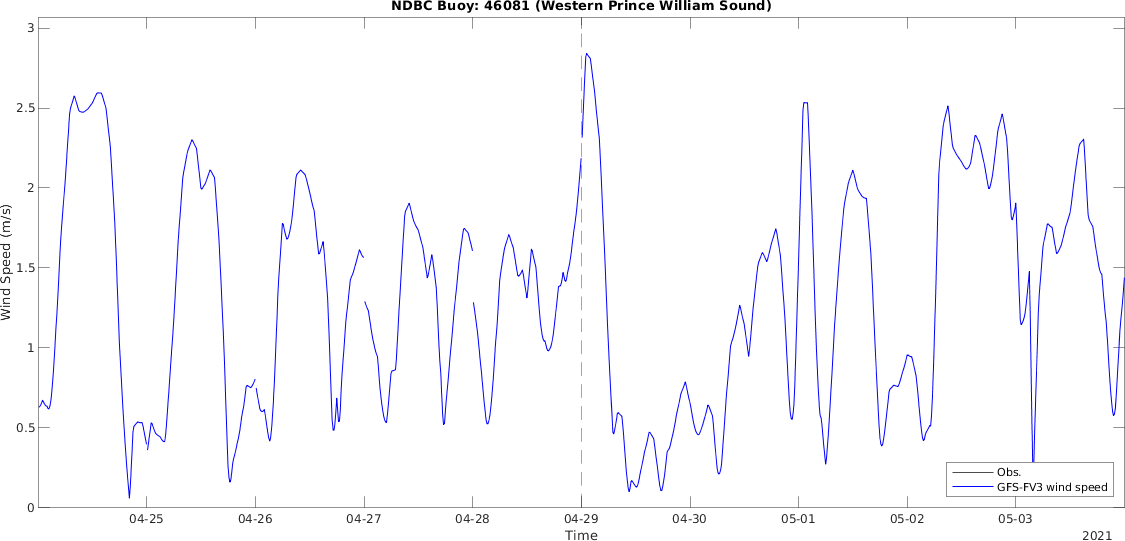 NDBC Buoy: 46081 (Western Prince William Sound)
3
2.5
2
1.5
1
0.5
0
Wind Speed (m/s)
04-25 04-26 04-27 04-28 04-29 04-30 05-01 05-02 05-03
Time
2021
Obs.
GFS-FV3 wind speed